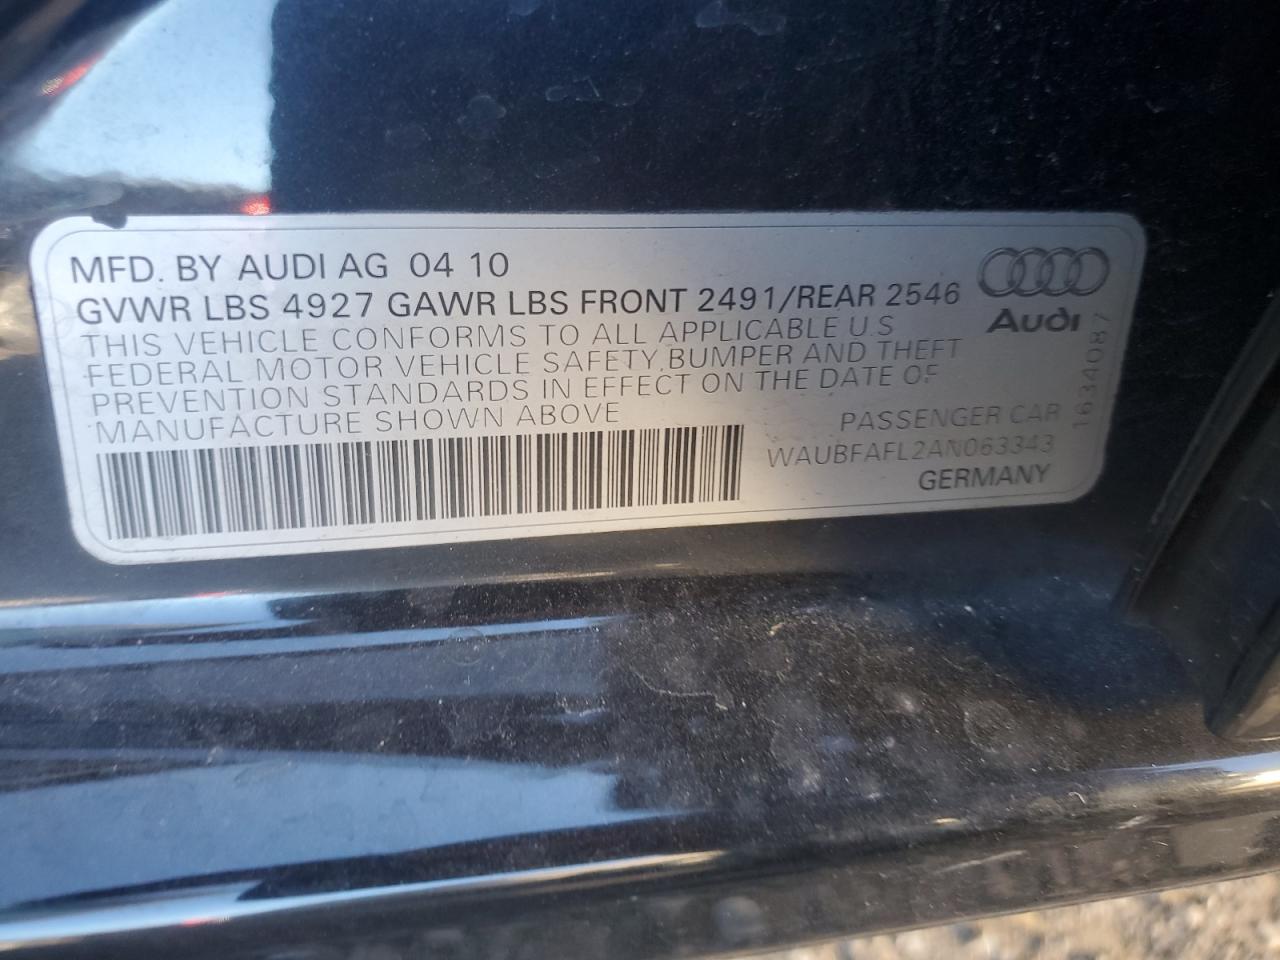 MFD. BY AUDI AG 04 10
GVWR LBS 4927 GAWR LBS FRONT 2491/REAR 2546
THIS VEHICLE CONFORMS TO ALL APPLICABLE U.S
FEDERAL MOTOR VEHICLE SAFETY,BUMPER AND THEFT
PREVENTION STANDARDS IN EFFECT ON THE DATE OF
MANUFACTURE SHOWN ABOVE
Audi
PASSENGER CAR
WAUBFAFL2AN063343
GERMANY
1634087